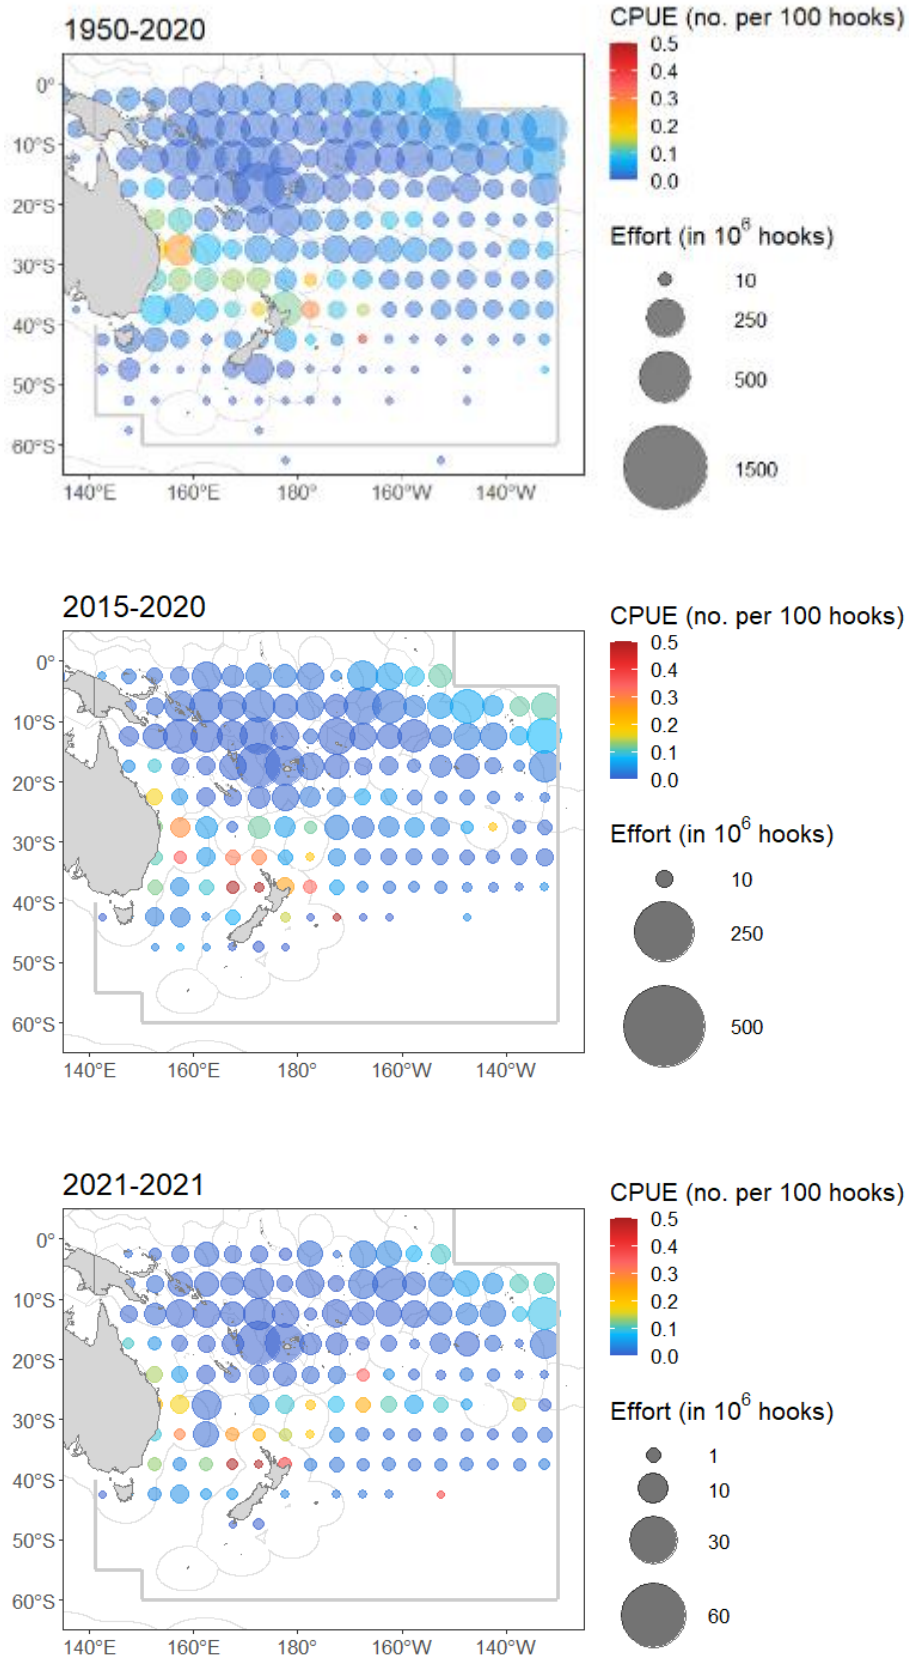 1950-2020
0°
10°S
20°S
30°S
40°S
50°S
60°S
140°E 160°E 180° 160°W 140°W
CPUE (no. per 100 hooks)
0.5
0.4
0.3
0.2
0.1
0.0
Effort (in 10⁶ hooks)
10
250
500
1500
2015-2020
0°
10°S
20°S
30°S
40°S
50°S
60°S
140°E 160°E 180° 160°W 140°W
CPUE (no. per 100 hooks)
0.5
0.4
0.3
0.2
0.1
0.0
Effort (in 10⁶ hooks)
10
250
500
2021-2021
0°
10°S
20°S
30°S
40°S
50°S
60°S
140°E 160°E 180° 160°W 140°W
CPUE (no. per 100 hooks)
0.5
0.4
0.3
0.2
0.1
0.0
Effort (in 10⁶ hooks)
1
10
30
60